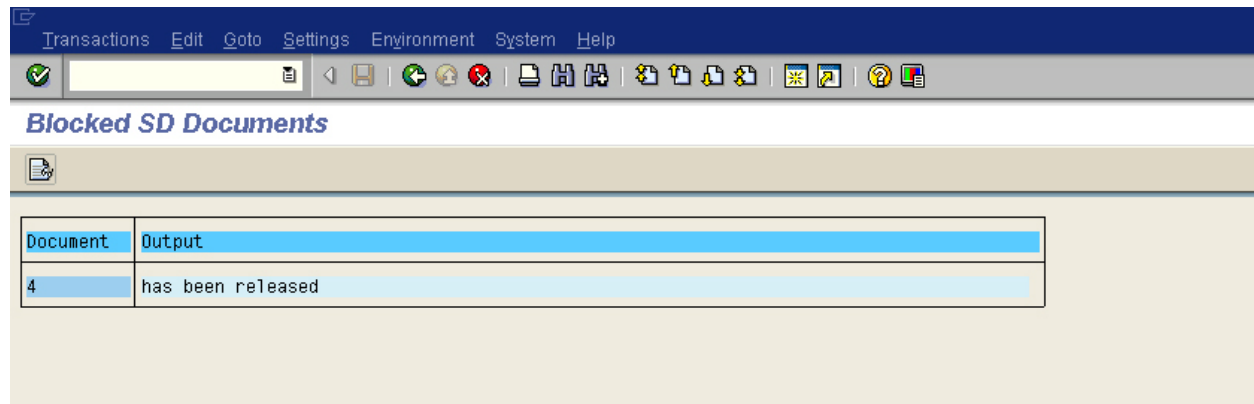 Transactions Edit Goto Settings Environment System Help
Blocked SD Documents
Document Output
4 has been released